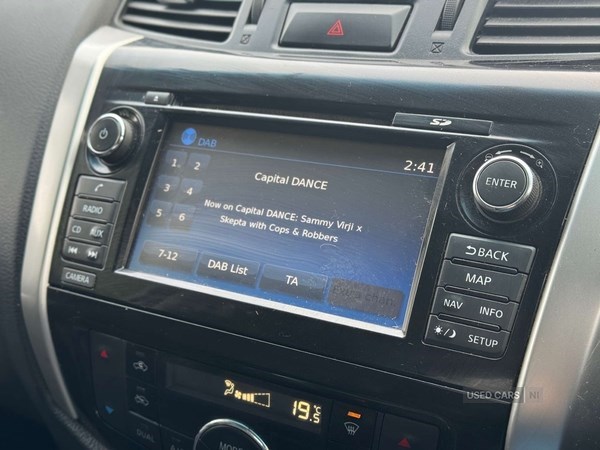 SD
DAB
2:41
1
2
Capital DANCE
3
4
Now on Capital DANCE: Sammy Virji x
Skepta with Cops & Robbers
5
6
7-12
DAB List
TA
RADIO
CD
AUX
CAMERA
ENTER
BACK
MAP
NAV
INFO
SETUP
19.5°C
DUAL
MODE
USED CARS NI